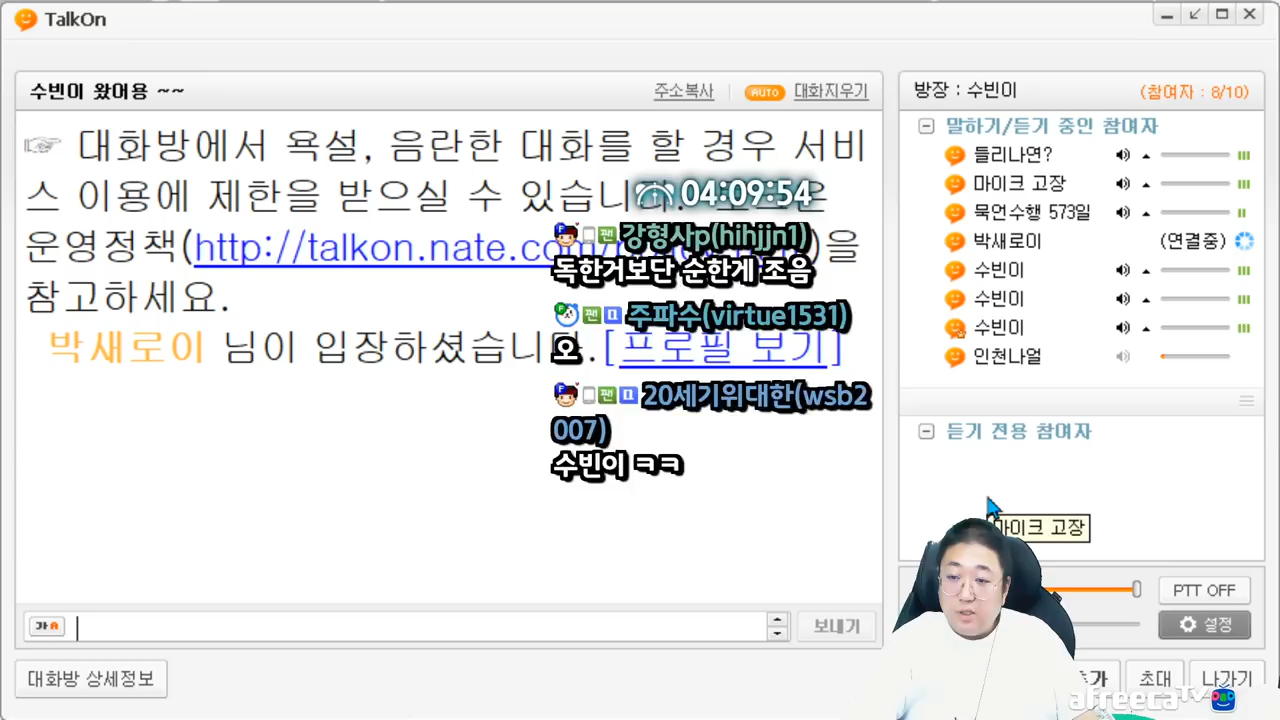 TalkOn
수빈이 왔어용 ~~
주소복사
AUTO
대화지우기
☞ 대화방에서 욕설, 음란한 대화를 할 경우 서비
스 이용에 제한을 받으실 수 있습니다.
운영정책(http://talkon.nate.com/)을
참고하세요.
박새로이 님이 입장하셨습니다.[프로필 보기]
04:09:54
팬 강형사p(hihjjn1)
독한거보단 순한게 조음
팬 주파수(virtue1531)
오
팬 20세기위대한(wsb2
007)
수빈이 ㅋㅋ
가a
보내기
대화방 상세정보
방장 : 수빈이
(참여자 : 8/10)
말하기/듣기 중인 참여자
들리나연?
마이크 고장
묵언수행 573일
박새로이 (연결중)
수빈이
수빈이
수빈이
인천나얼
듣기 전용 참여자
마이크 고장
PTT OFF
설정
초대
나가기
afreecaTV